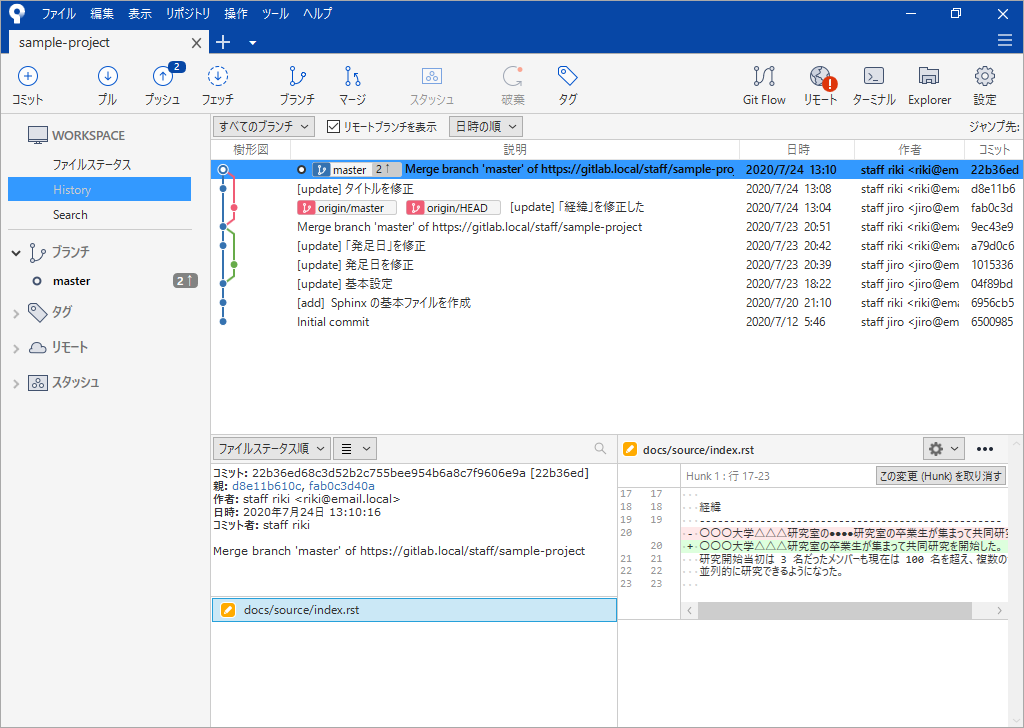 ファイル 編集 表示 リポジトリ 操作 ツール ヘルプ
sample-project
コミット プル 2 プッシュ フェッチ ブランチ マージ スタッシュ 破棄 タグ Git Flow リモート ターミナル Explorer 設定
WORKSPACE
ファイルステータス
History
Search
ブランチ
master 2↑
タグ
リモート
スタッシュ
すべてのブランチ リモートブランチを表示 日時の順 ジャンプ先:
樹形図 説明 日時 作者 コミット
master 2↑ Merge branch 'master' of https://gitlab.local/staff/sample-pro 2020/7/24 13:10 staff riki <riki@em 22b36ed
[update] タイトルを修正 2020/7/24 13:08 staff riki <riki@ema d8e11b6
origin/master origin/HEAD [update] 「経緯」を修正した 2020/7/24 13:04 staff jiro <jiro@em fab0c3d
Merge branch 'master' of https://gitlab.local/staff/sample-project 2020/7/23 20:51 staff jiro <jiro@em 9ec43e9
[update] 「発足日」を修正 2020/7/23 20:42 staff jiro <jiro@em a79d0c6
[update] 発足日を修正 2020/7/23 20:39 staff riki <riki@ema 1015336
[update] 基本設定 2020/7/23 18:22 staff jiro <jiro@em 04f89bd
[add] Sphinx の基本ファイルを作成 2020/7/20 21:10 staff riki <riki@ema 6956cb5
Initial commit 2020/7/12 5:46 staff jiro <jiro@em 6500985
ファイルステータス順
コミット: 22b36ed68c3d52b2c755bee954b6a8c7f9606e9a [22b36ed]
親: d8e11b610c, fab0c3d40a
作者: staff riki <riki@email.local>
日時: 2020年7月24日 13:10:16
コミット者: staff riki
Merge branch 'master' of https://gitlab.local/staff/sample-project
docs/source/index.rst
docs/source/index.rst
Hunk 1 : 行 17-23 この変更 (Hunk) を取り消す
17 17
18 18 経緯
19 19 --------------------------------------------
20 - 〇〇〇大学△△△研究室の●●●●研究室の卒業生が集まって共同研
20 + 〇〇〇大学△△△研究室の卒業生が集まって共同研究を開始した。
21 21 研究開始当初は 3 名だったメンバーも現在は 100 名を超え、複数の
22 22 並列的に研究できるようになった。
23 23